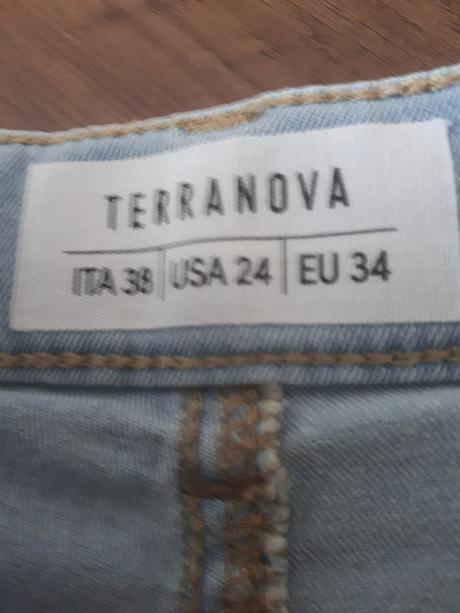 TERRANOVA
ITA 38 USA 24 EU 34